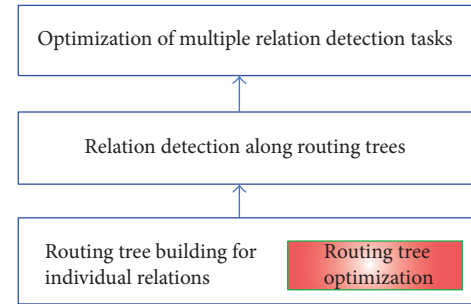 Optimization of multiple relation detection tasks
Relation detection along routing trees
Routing tree building for
individual relations
Routing tree
optimization